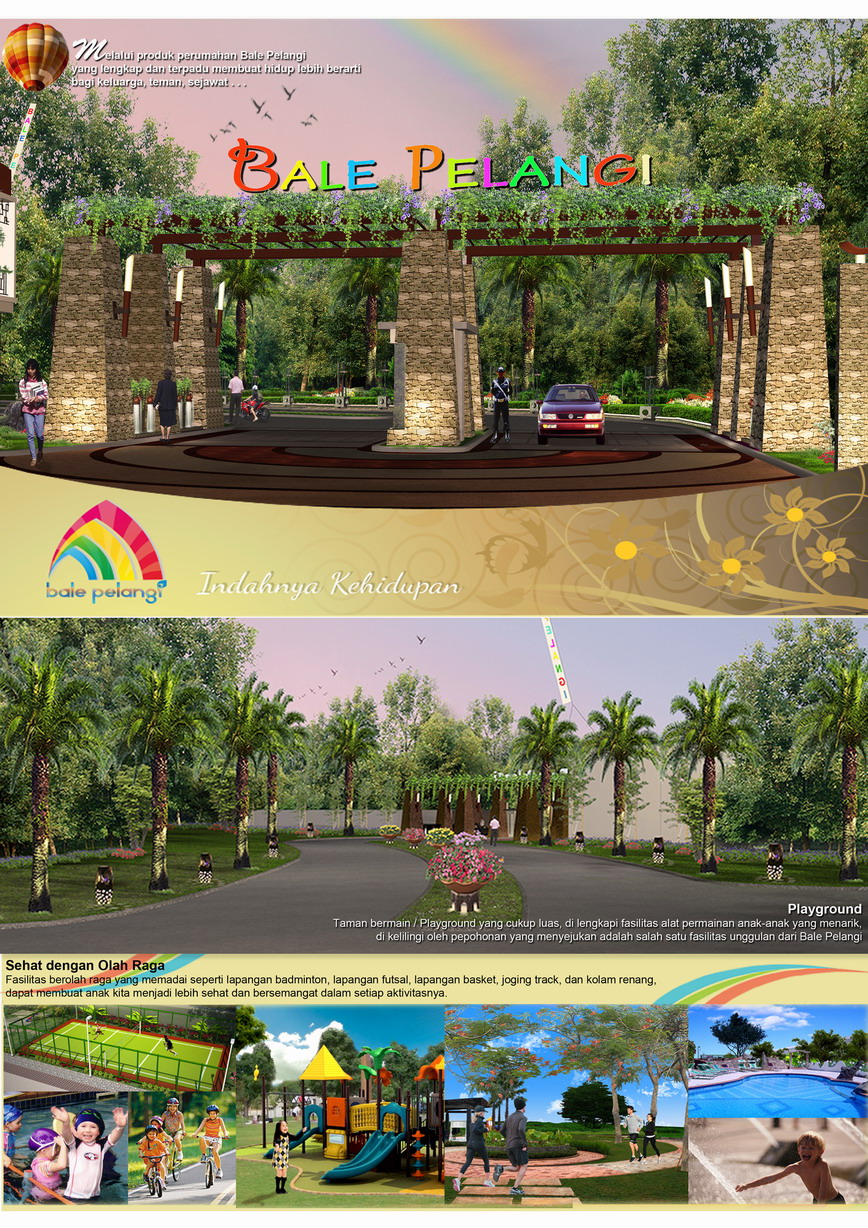 Melalui produk perumahan Bale Pelangi
yang lengkap dan terpadu membuat hidup lebih berarti
bagi keluarga, teman, sejawat . . .
BALE PELANGI
bale pelangi
Indahnya Kehidupan
ELANGI
Playground
Taman bermain / Playground yang cukup luas, di lengkapi fasilitas alat permainan anak-anak yang menarik,
di kelilingi oleh pepohonan yang menyejukan adalah salah satu fasilitas unggulan dari Bale Pelangi
Sehat dengan Olah Raga
Fasilitas berolah raga yang memadai seperti lapangan badminton, lapangan futsal, lapangan basket, joging track, dan kolam renang,
dapat membuat anak kita menjadi lebih sehat dan bersemangat dalam setiap aktivitasnya.